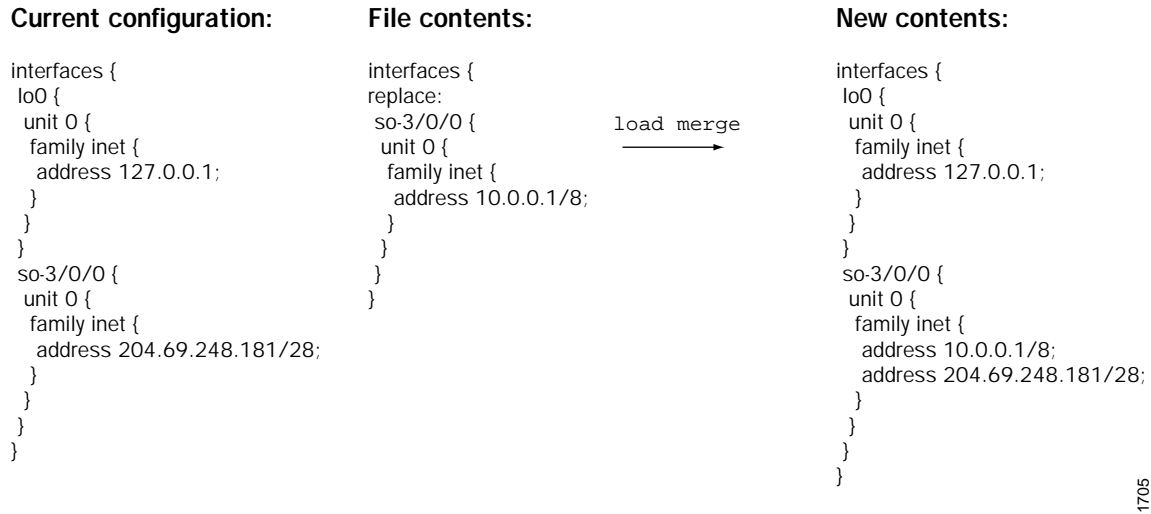 Current configuration:
interfaces {
lo0 {
unit 0 {
family inet {
address 127.0.0.1;
}
}
}
so-3/0/0 {
unit 0 {
family inet {
address 204.69.248.181/28;
}
}
}
}
File contents:
interfaces {
replace:
so-3/0/0 {
unit 0 {
family inet {
address 10.0.0.1/8;
}
}
}
}
load merge
New contents:
interfaces {
lo0 {
unit 0 {
family inet {
address 127.0.0.1;
}
}
}
so-3/0/0 {
unit 0 {
family inet {
address 10.0.0.1/8;
address 204.69.248.181/28;
}
}
}
}
1705